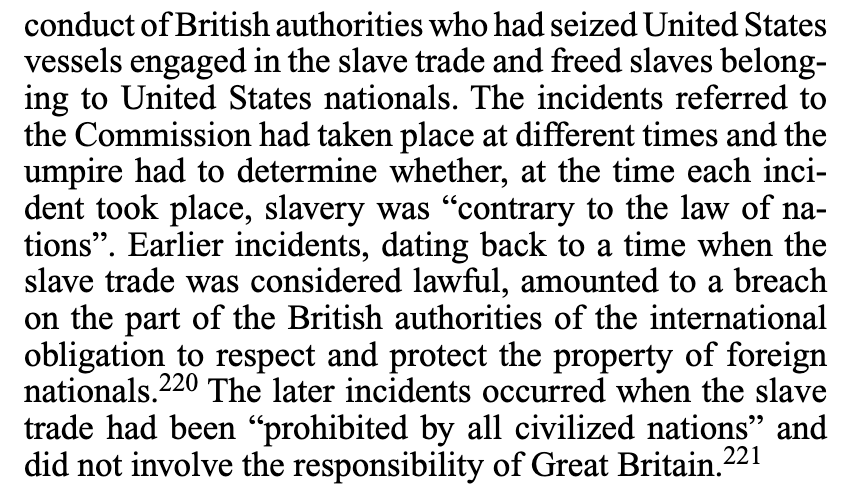 conduct of British authorities who had seized United States
vessels engaged in the slave trade and freed slaves belong-
ing to United States nationals. The incidents referred to
the Commission had taken place at different times and the
umpire had to determine whether, at the time each inci-
dent took place, slavery was “contrary to the law of na-
tions”. Earlier incidents, dating back to a time when the
slave trade was considered lawful, amounted to a breach
on the part of the British authorities of the international
obligation to respect and protect the property of foreign
nationals.220 The later incidents occurred when the slave
trade had been “prohibited by all civilized nations” and
did not involve the responsibility of Great Britain.221